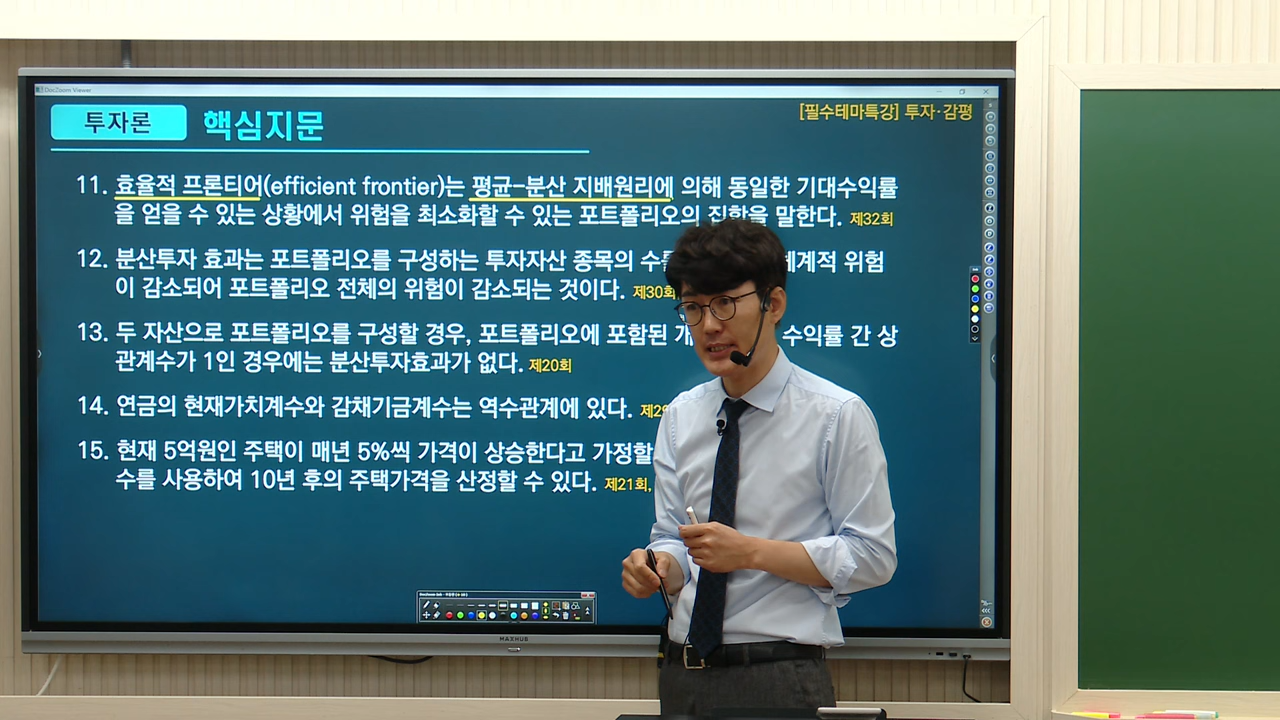 DocZoom Viewer
투자론 핵심지문
[필수테마특강] 투자·감평
11. 효율적 프론티어(efficient frontier)는 평균-분산 지배원리에 의해 동일한 기대수익률
을 얻을 수 있는 상황에서 위험을 최소화할 수 있는 포트폴리오의 집합을 말한다. 제32회
12. 분산투자 효과는 포트폴리오를 구성하는 투자자산 종목의 수를 체계적 위험
이 감소되어 포트폴리오 전체의 위험이 감소되는 것이다. 제30회
13. 두 자산으로 포트폴리오를 구성할 경우, 포트폴리오에 포함된 개 수익률 간 상
관계수가 1인 경우에는 분산투자효과가 없다. 제20회
14. 연금의 현재가치계수와 감채기금계수는 역수관계에 있다.
15. 현재 5억원인 주택이 매년 5%씩 가격이 상승한다고 가정할
수를 사용하여 10년 후의 주택가격을 산정할 수 있다. 제21회,
MAXHUB